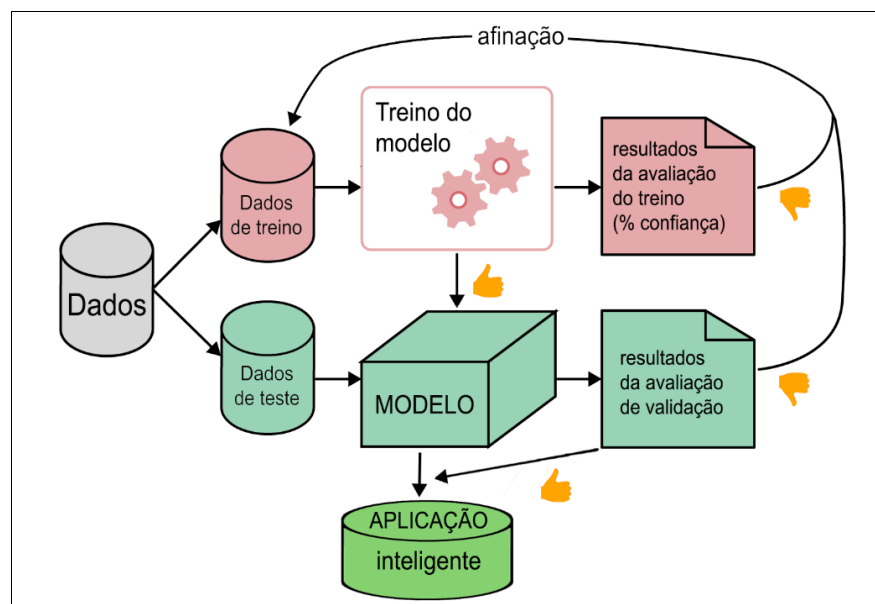 afinação
Treino do
modelo
resultados
da avaliação
do treino
(% confiança)
Dados
de treino
Dados
Dados
de teste
MODELO
resultados
da avaliação
de validação
APLICAÇÃO
inteligente